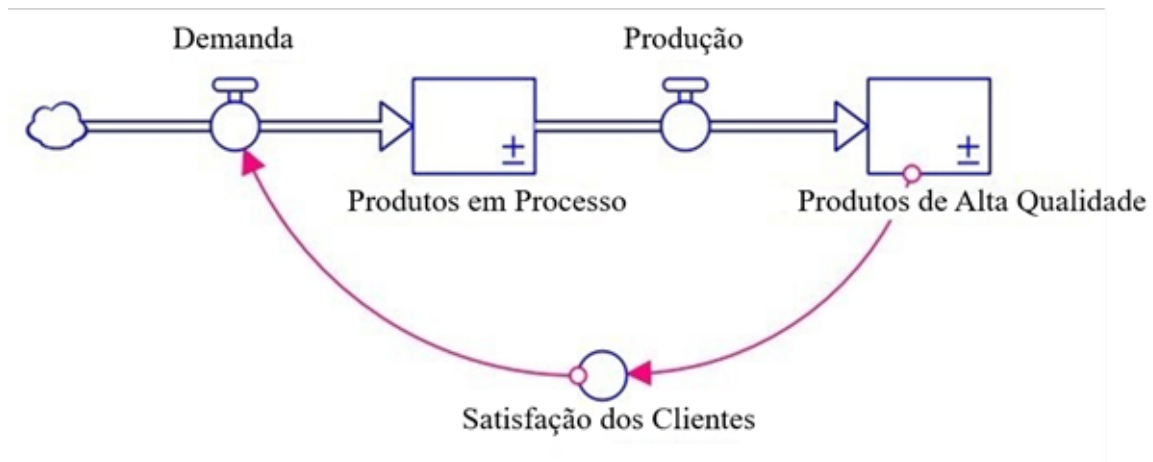 Demanda
Produção
Produtos em Processo
Produtos de Alta Qualidade
Satisfação dos Clientes